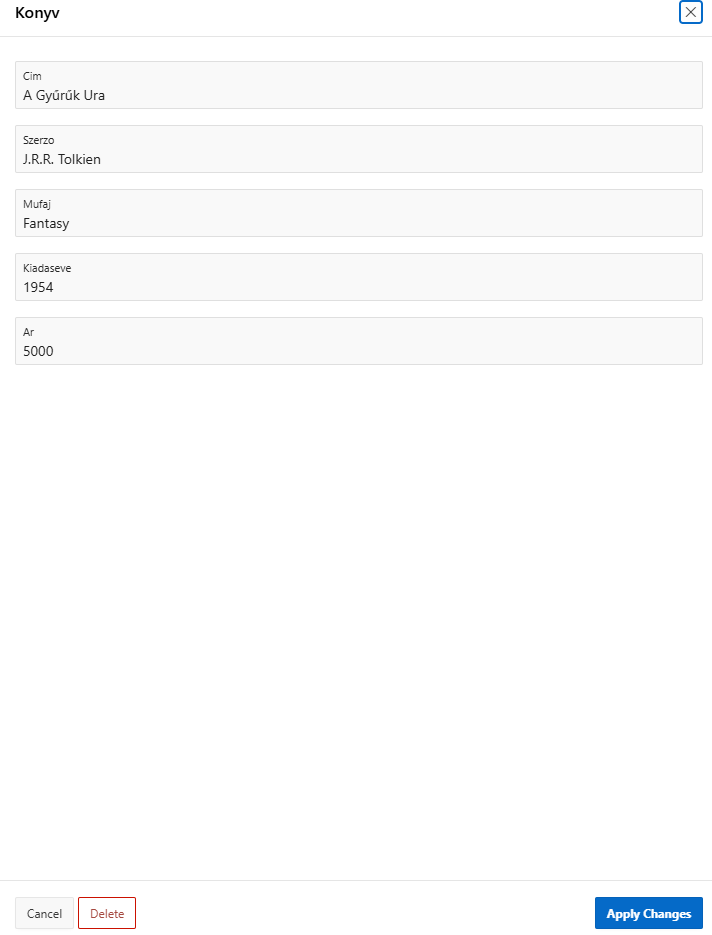 Konyv
Cim
A Gyűrűk Ura
Szerzo
J.R.R. Tolkien
Mufaj
Fantasy
Kiadaseve
1954
Ar
5000
Cancel
Delete
Apply Changes